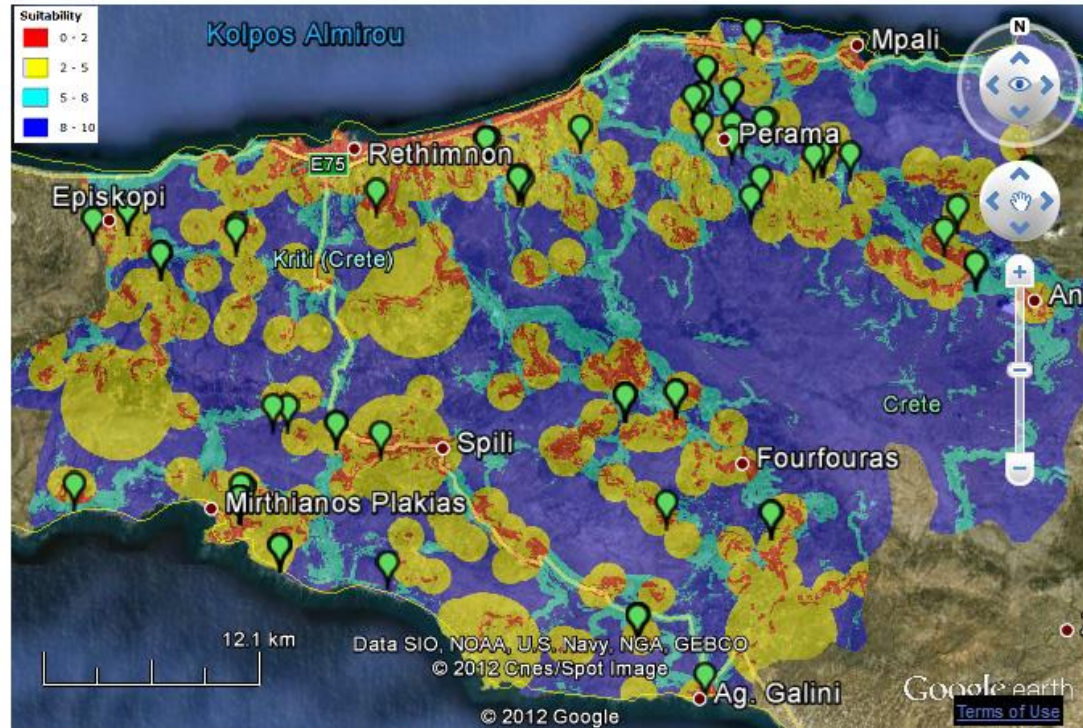 Suitability
0 - 2
2 - 5
5 - 8
8 - 10
Kolpos Almirou
N
Mpali
Perama
E75
Rethimnon
Episkopi
Kriti (Crete)
An
Crete
Spili
Fourfouras
Mirthianos Plakias
12.1 km
Data SIO, NOAA, U.S. Navy, NGA, GEBCO
© 2012 Cnes/Spot Image
Ag. Galini
Google earth
© 2012 Google
Terms of Use